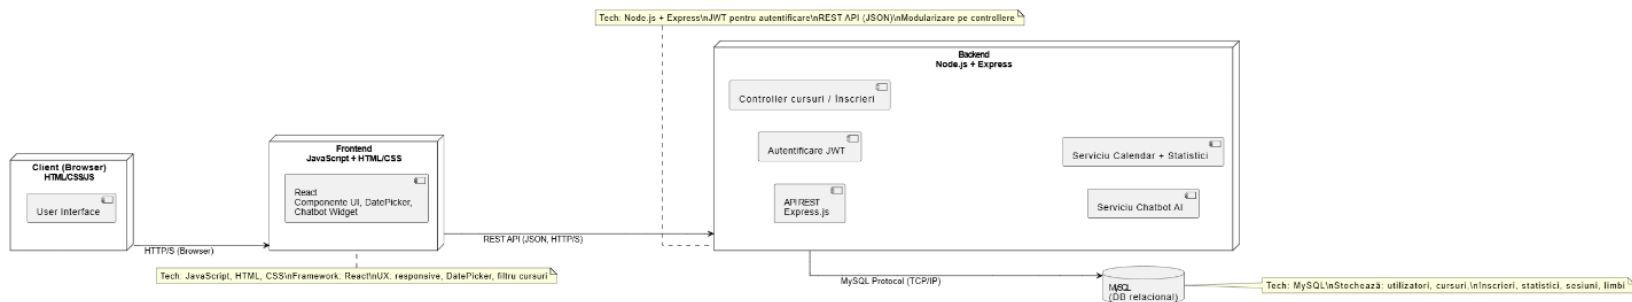 Tech: Node.js + Express\nJWT pentru autentificare\nREST API (JSON)\nModularizare pe controllere
Backend
Node.js + Express
Controller cursuri / Înscrieri
Autentificare JWT
Serviciu Calendar + Statistici
API REST
Express.js
Serviciu Chatbot AI
Frontend
JavaScript + HTML/CSS
React
Componente UI, DatePicker,
Chatbot Widget
Client (Browser)
HTML/CSS/JS
User Interface
HTTP/S (Browser)
REST API (JSON, HTTP/S)
Tech: JavaScript, HTML, CSS\nFramework: React\nUX: responsive, DatePicker, filtru cursuri
MySQL Protocol (TCP/IP)
MySQL
(DB relacional)
Tech: MySQL\nStochează: utilizatori, cursuri,\nînscrieri, statistici, sesiuni, limbi